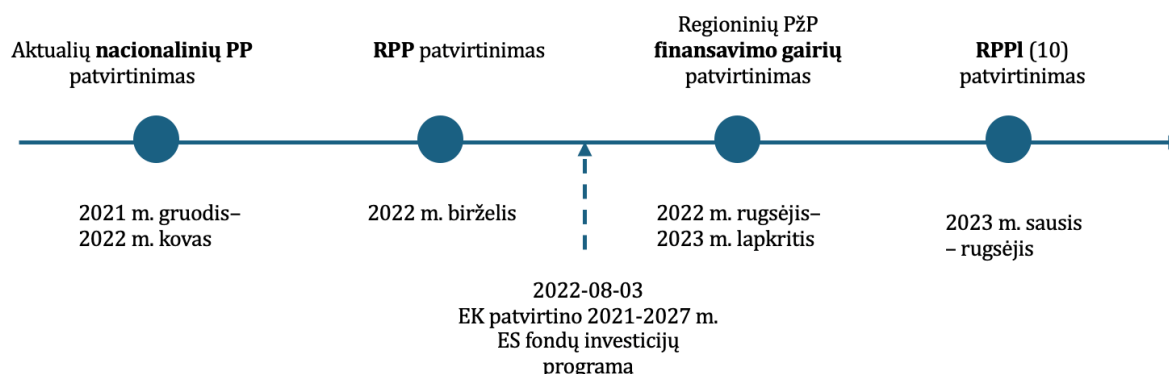 Aktualių nacionalinių PP
patvirtinimas
RPP patvirtinimas
Regioninių PžP
finansavimo gairių
patvirtinimas
RPPl (10)
patvirtinimas
2021 m. gruodis–
2022 m. kovas
2022 m. birželis
2022 m. rugsėjis–
2023 m. lapkritis
2023 m. sausis
– rugsėjis
2022-08-03
EK patvirtino 2021-2027 m.
ES fondų investicijų
programa